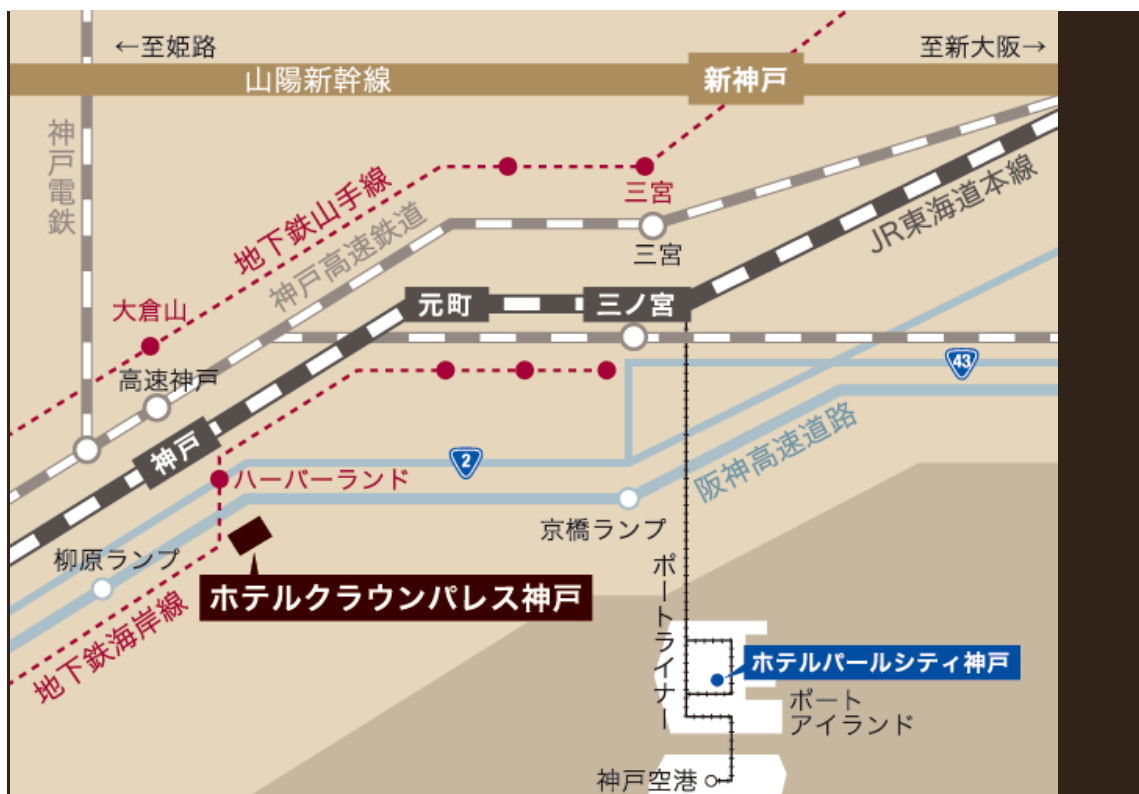 ←至姫路
至新大阪→
山陽新幹線
新神戸
神戸電鉄
地下鉄山手線
三宮
神戸高速鉄道
三宮
JR東海道本線
大倉山
元町
三ノ宮
高速神戸
43
神戸
2
ハーバーランド
阪神高速道路
京橋ランプ
柳原ランプ
ポートライナー
ホテルクラウンパレス神戸
地下鉄海岸線
ホテルパールシティ神戸
ポート
アイランド
神戸空港